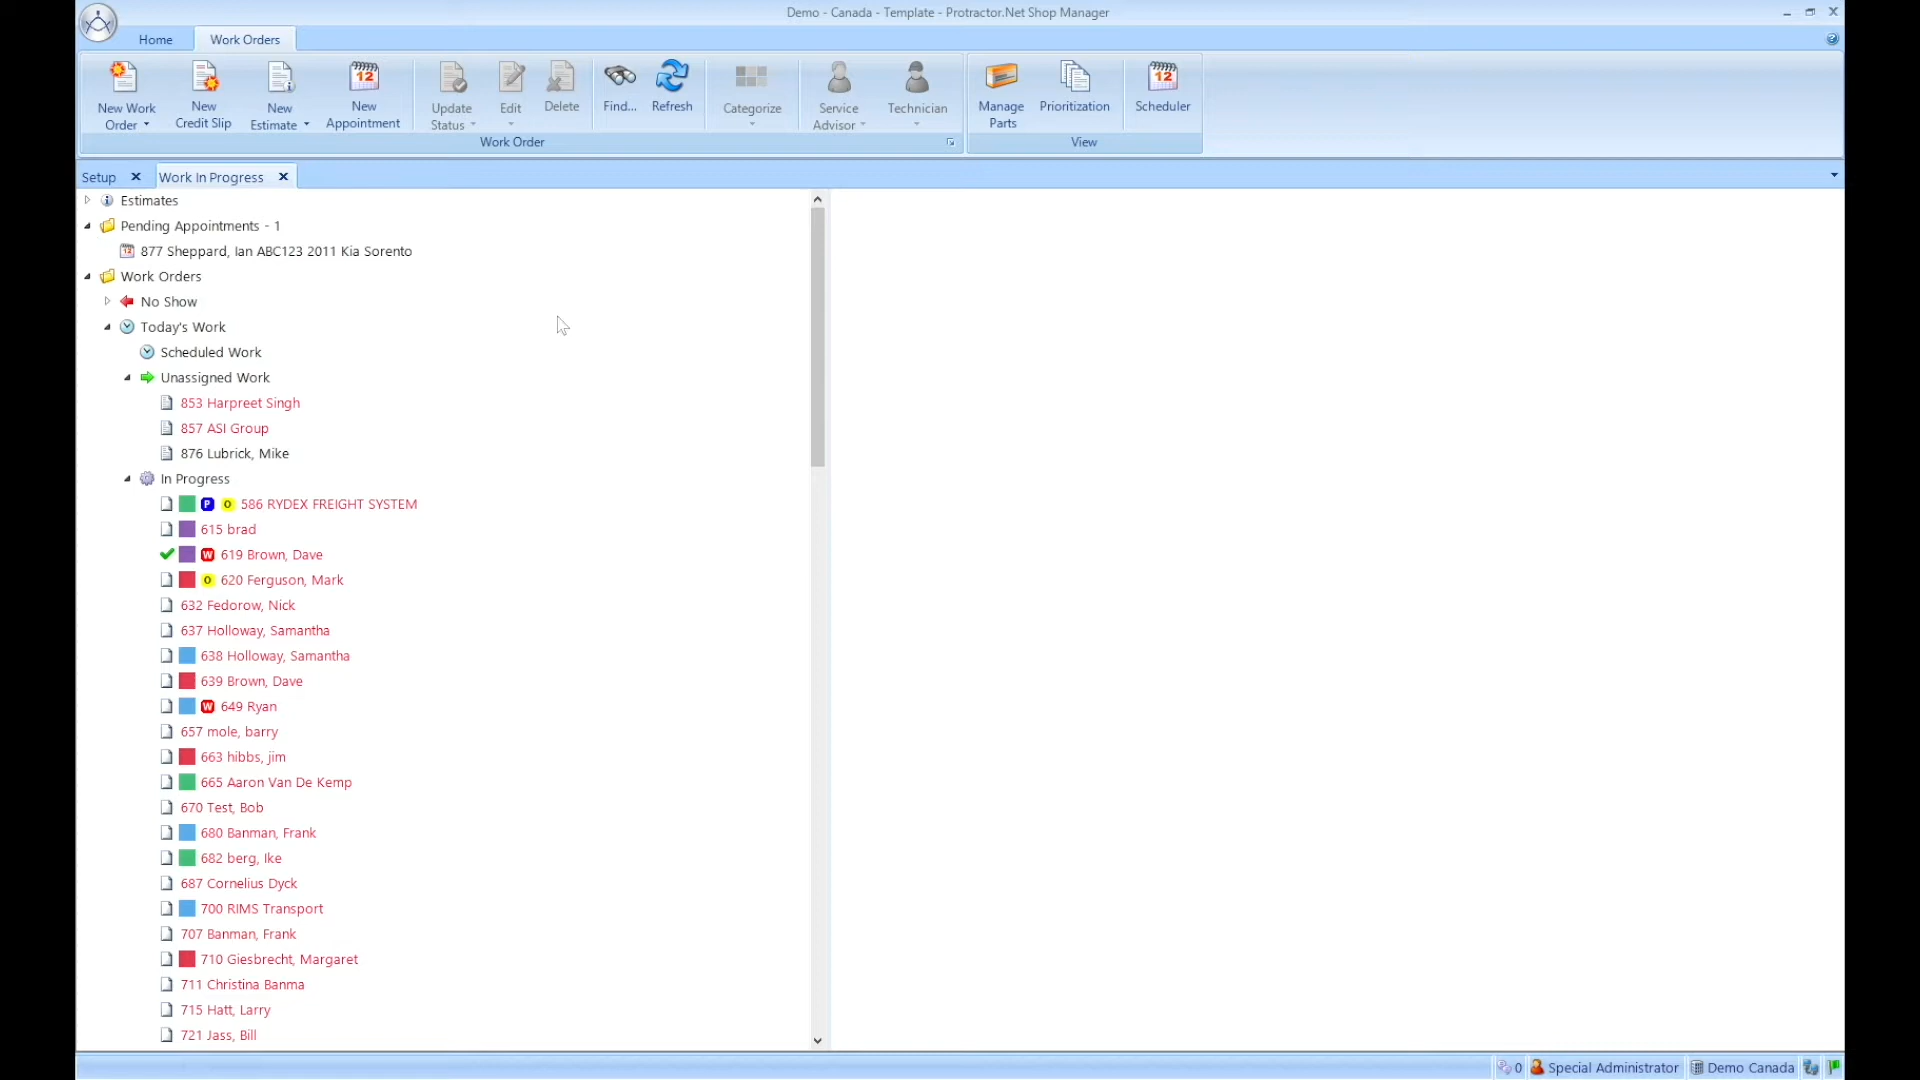 Demo - Canada - Template - Protractor.Net Shop Manager
Home
Work Orders
New Work Order
New Credit Slip
New Estimate
New Appointment
Update Status
Edit
Delete
Find...
Refresh
Categorize
Service Advisor
Technician
Manage Parts
Prioritization
Scheduler
Work Order
View
Setup
Work In Progress
Estimates
Pending Appointments - 1
877 Sheppard, Ian ABC123 2011 Kia Sorento
Work Orders
No Show
Today's Work
Scheduled Work
Unassigned Work
853 Harpreet Singh
857 ASI Group
876 Lubrick, Mike
In Progress
P O 586 RYDEX FREIGHT SYSTEM
615 brad
W 619 Brown, Dave
O 620 Ferguson, Mark
632 Fedorow, Nick
637 Holloway, Samantha
638 Holloway, Samantha
639 Brown, Dave
W 649 Ryan
657 mole, barry
663 hibbs, jim
665 Aaron Van De Kemp
670 Test, Bob
680 Banman, Frank
682 berg, Ike
687 Cornelius Dyck
700 RIMS Transport
707 Banman, Frank
710 Giesbrecht, Margaret
711 Christina Banma
715 Hatt, Larry
721 Jass, Bill
0 Special Administrator Demo Canada